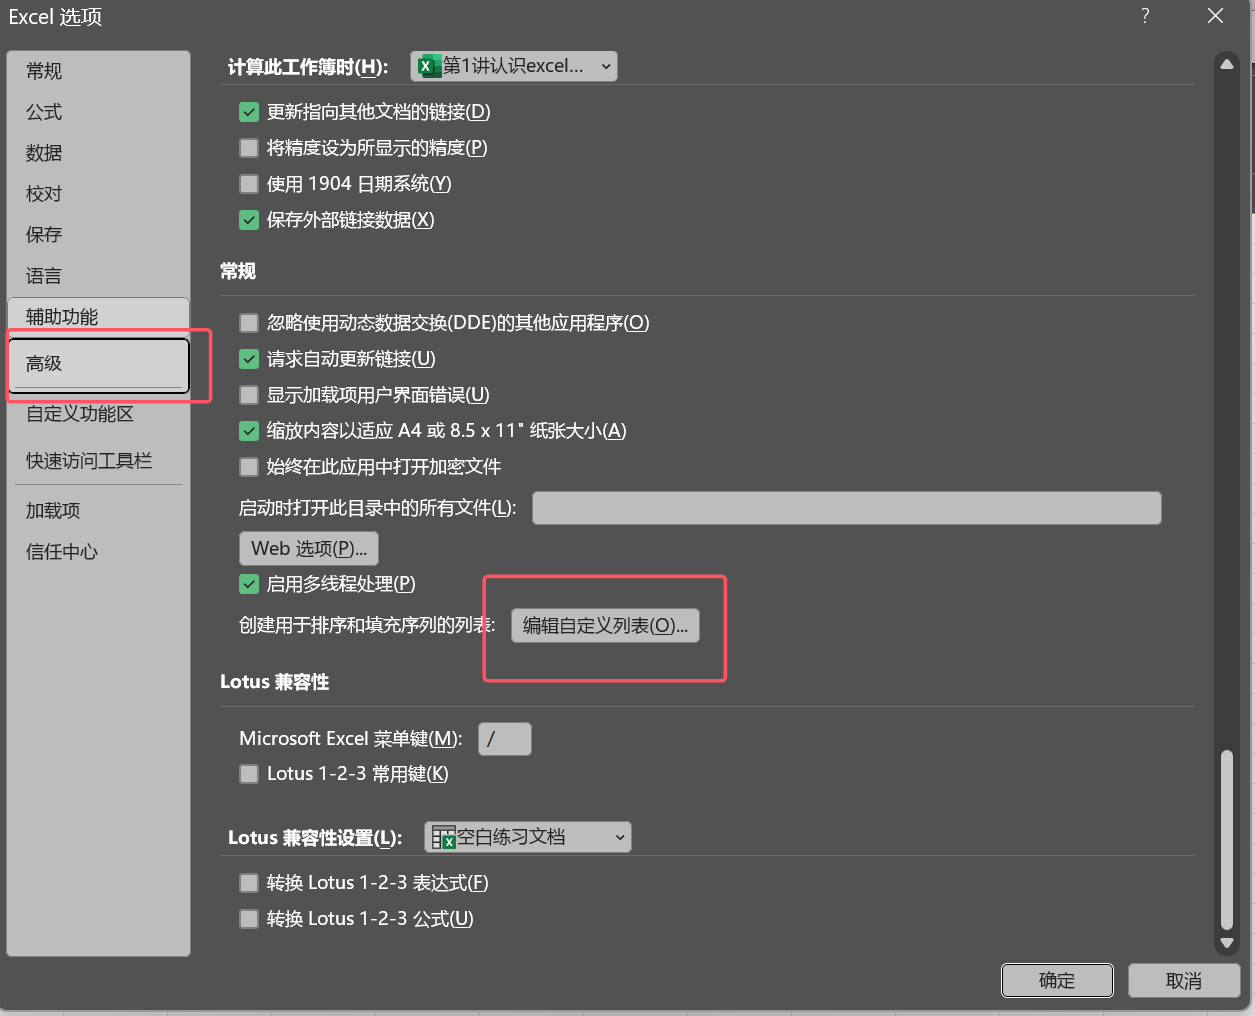 Excel 选项
?
常规
公式
数据
校对
保存
语言
辅助功能
高级
自定义功能区
快速访问工具栏
加载项
信任中心
计算此工作簿时(H): 第1讲认识excel...
更新指向其他文档的链接(D)
将精度设为所显示的精度(P)
使用 1904 日期系统(Y)
保存外部链接数据(X)
常规
忽略使用动态数据交换(DDE)的其他应用程序(O)
请求自动更新链接(U)
显示加载项用户界面错误(U)
缩放内容以适应 A4 或 8.5 x 11" 纸张大小(A)
始终在此应用中打开加密文件
启动时打开此目录中的所有文件(L):
Web 选项(P)...
启用多线程处理(P)
创建用于排序和填充序列的列表: 编辑自定义列表(O)...
Lotus 兼容性
Microsoft Excel 菜单键(M): /
Lotus 1-2-3 常用键(K)
Lotus 兼容性设置(L): 空白练习文档
转换 Lotus 1-2-3 表达式(F)
转换 Lotus 1-2-3 公式(U)
确定 取消